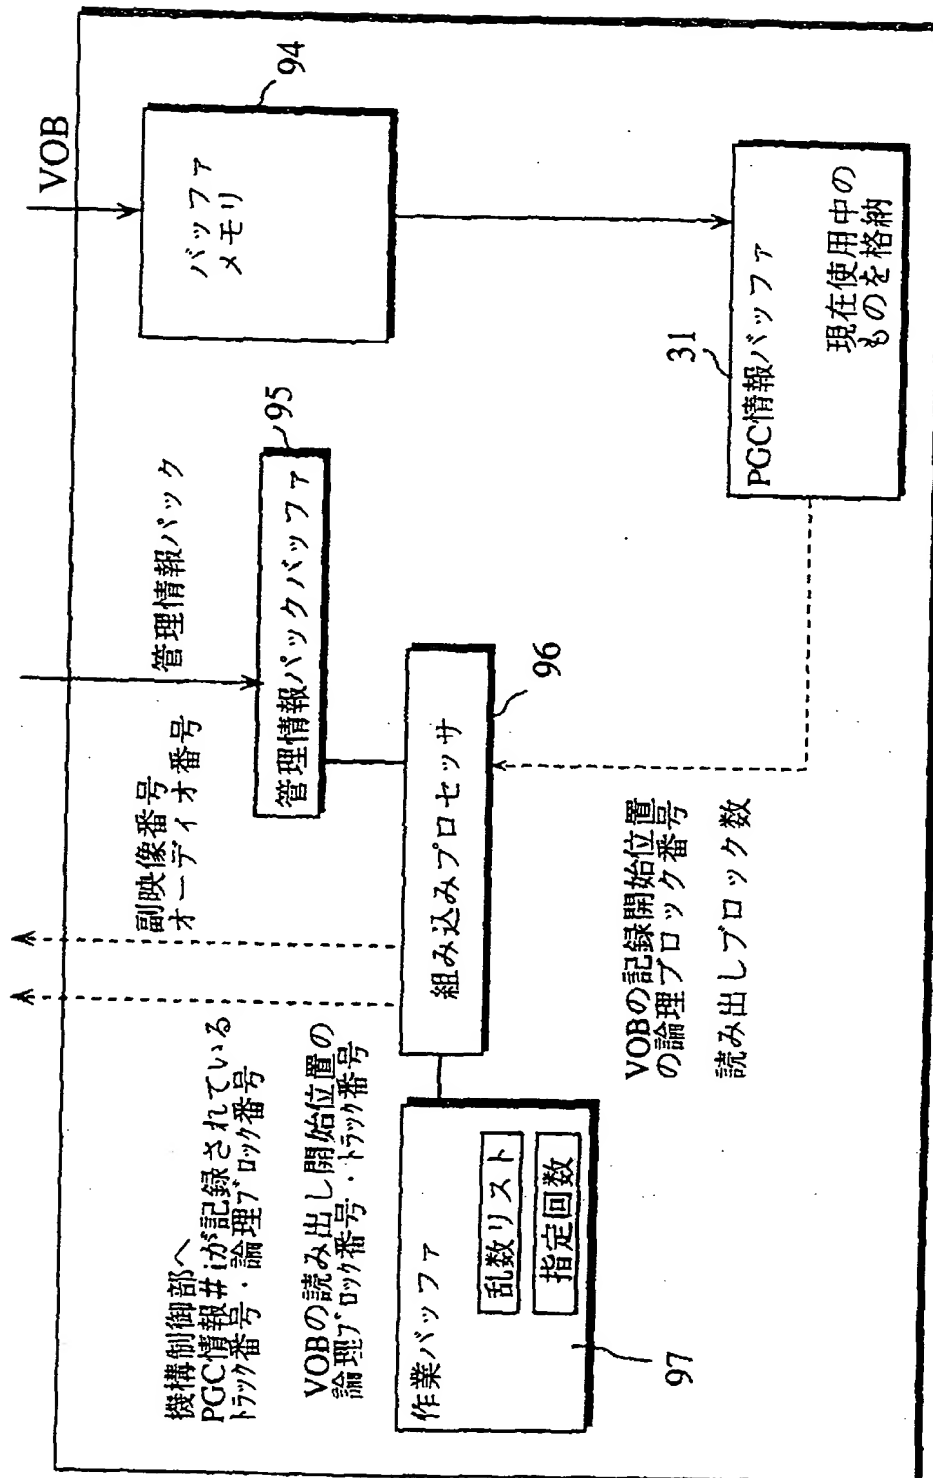 機構制御部へ
PGC情報#iが記録されている
トラック番号・論理ブロック番号
VOBの読み出し開始位置の
論理ブロック番号・トラック番号
副映像番号
オーディオ番号
管理情報パック
VOB
作業バッファ
乱数リスト
指定回数
97
組み込みプロセッサ
96
管理情報パックバッファ
95
バッファ
メモリ
94
VOBの記録開始位置
の論理ブロック番号
読み出しブロック数
31
PGC情報バッファ
現在使用中の
ものを格納